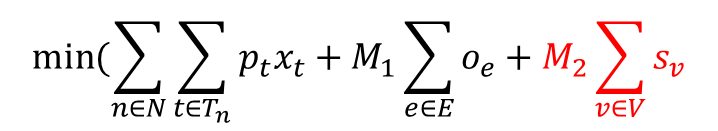 min(∑_{n∈N} ∑_{t∈T_n} p_t x_t + M_1 ∑_{e∈E} o_e + M_2 ∑_{v∈V} s_v